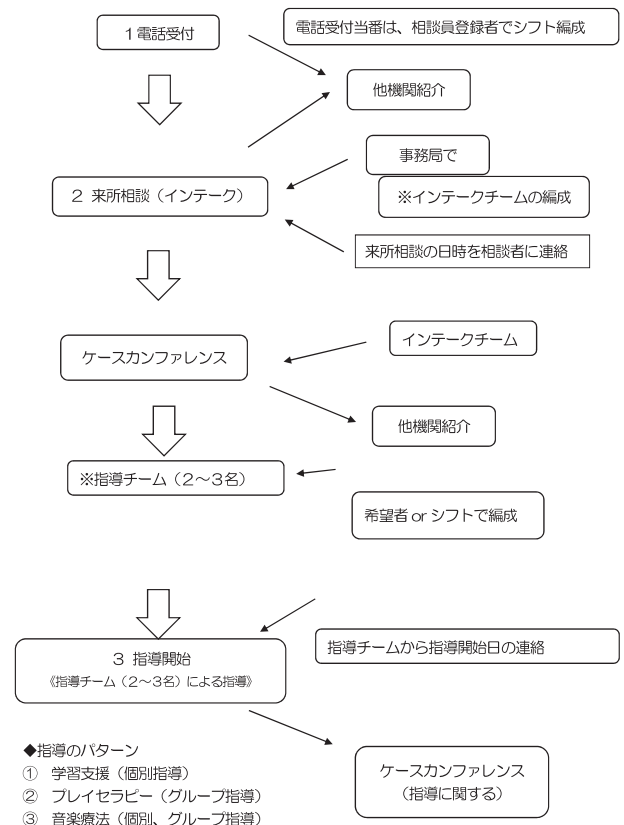 １電話受付
電話受付当番は、相談員登録者でシフト編成
他機関紹介
事務局で
２ 来所相談（インテーク）
※インテークチームの編成
来所相談の日時を相談者に連絡
インテークチーム
ケースカンファレンス
他機関紹介
※指導チーム（２～３名）
希望者 or シフトで編成
指導チームから指導開始日の連絡
３ 指導開始
《指導チーム（２～３名）による指導》
◆指導のパターン
① 学習支援（個別指導）
② プレイセラピー（グループ指導）
③ 音楽療法（個別、グループ指導）
ケースカンファレンス
（指導に関する）